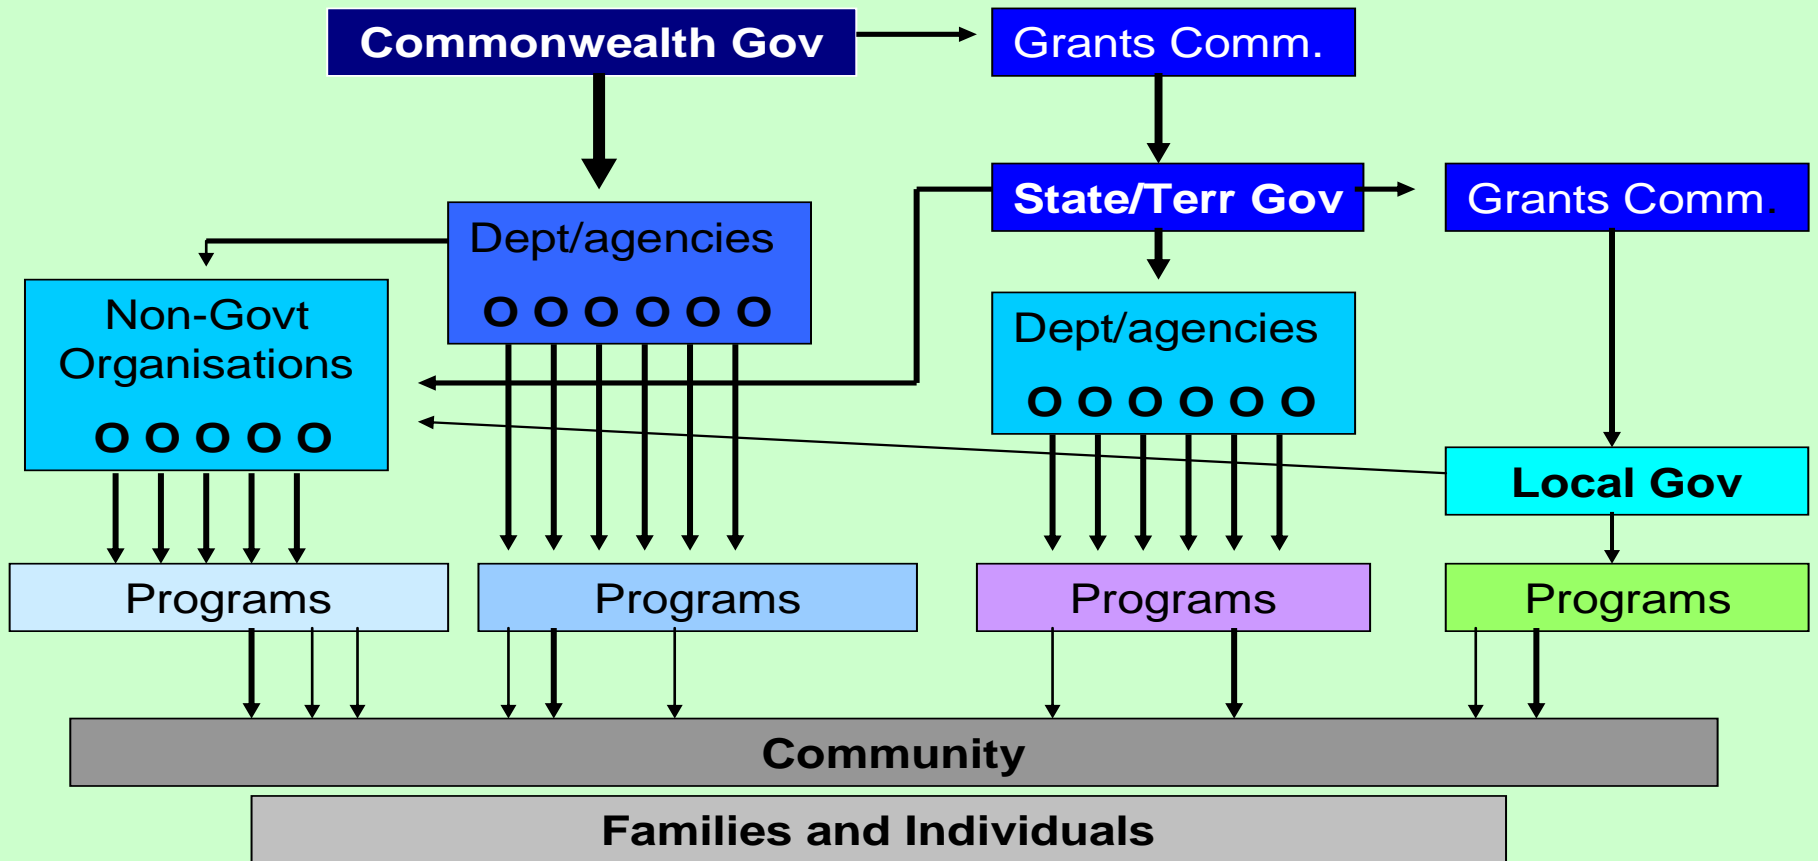 Commonwealth Gov
Grants Comm.
State/Terr Gov
Grants Comm.
Dept/agencies
O O O O O O
Non-Govt
Organisations
O O O O O
Dept/agencies
O O O O O O
Local Gov
Programs
Programs
Programs
Programs
Community
Families and Individuals